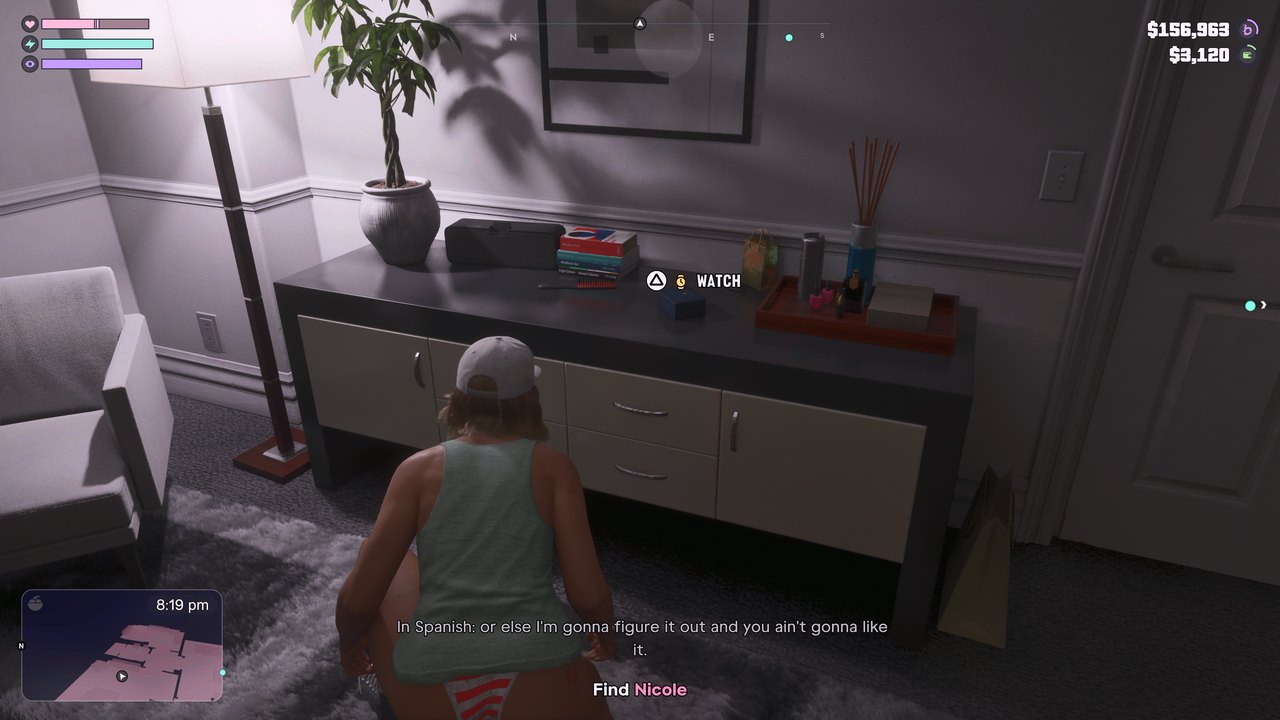 N
E
S
$156,963
$3,120
WATCH
8:19 pm
N
In Spanish: or else I'm gonna figure it out and you ain't gonna like
it.
Find Nicole